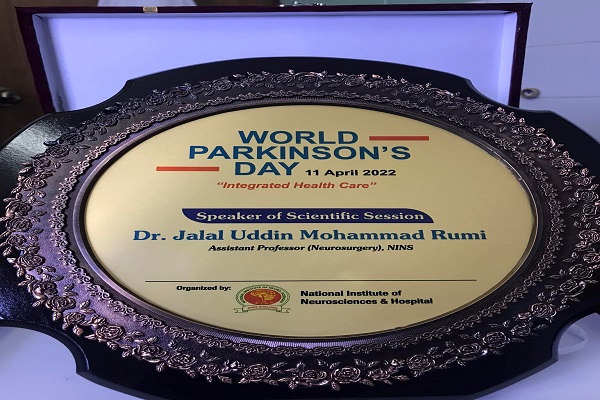 WORLD
PARKINSON'S
DAY 11 April 2022
"Integrated Health Care"
Speaker of Scientific Session
Dr. Jalal Uddin Mohammad Rumi
Assistant Professor (Neurosurgery), NINS
Organized by:
National Institute of
Neurosciences & Hospital